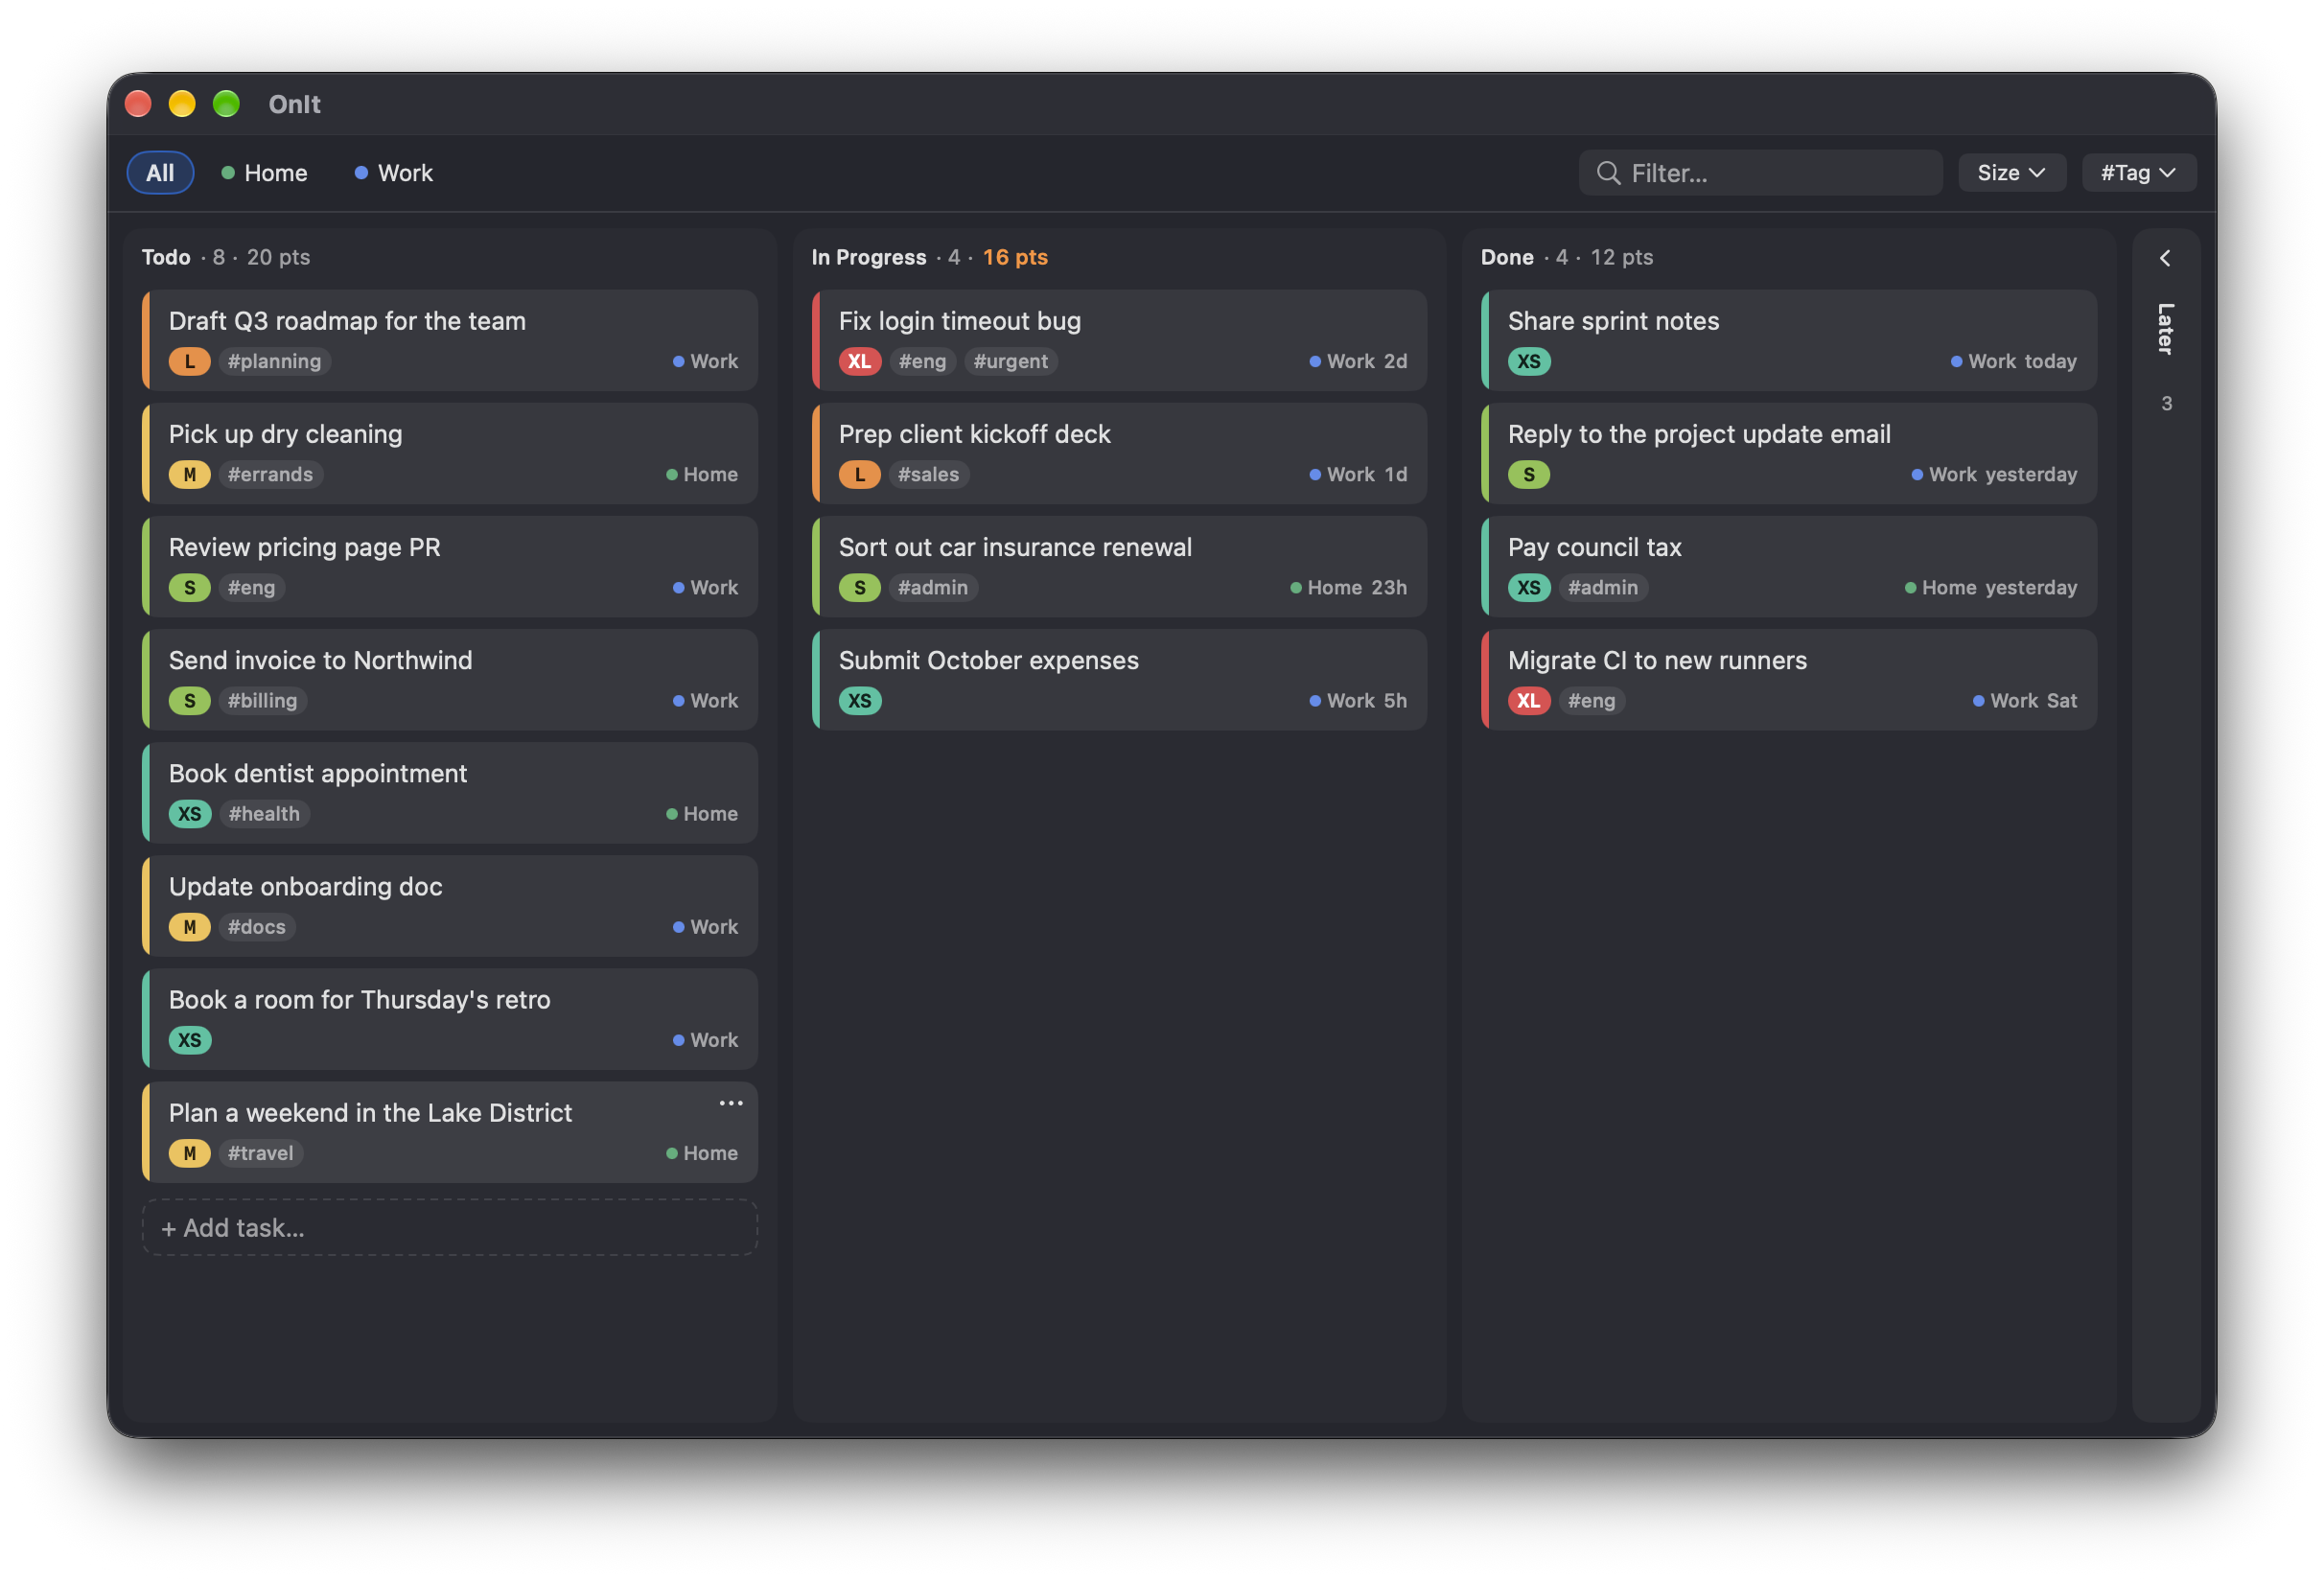 OnIt
All Home Work Filter... Size #Tag
Todo · 8 · 20 pts
Draft Q3 roadmap for the team
L #planning Work
Pick up dry cleaning
M #errands Home
Review pricing page PR
S #eng Work
Send invoice to Northwind
S #billing Work
Book dentist appointment
XS #health Home
Update onboarding doc
M #docs Work
Book a room for Thursday's retro
XS Work
Plan a weekend in the Lake District
M #travel Home
+ Add task...
In Progress · 4 · 16 pts
Fix login timeout bug
XL #eng #urgent Work 2d
Prep client kickoff deck
L #sales Work 1d
Sort out car insurance renewal
S #admin Home 23h
Submit October expenses
XS Work 5h
Done · 4 · 12 pts
Share sprint notes
XS Work today
Reply to the project update email
S Work yesterday
Pay council tax
XS #admin Home yesterday
Migrate CI to new runners
XL #eng Work Sat
Later
3